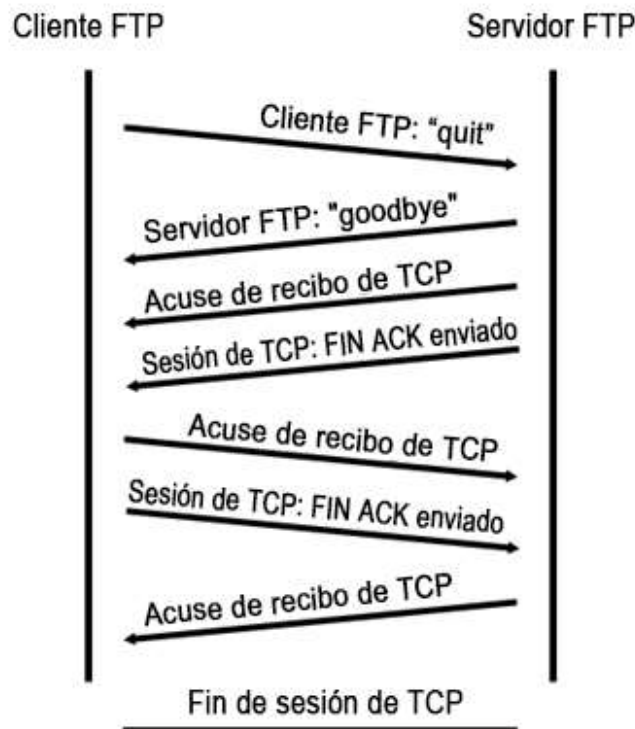 Cliente FTP
Servidor FTP
Cliente FTP: “quit”
Servidor FTP: "goodbye"
Acuse de recibo de TCP
Sesión de TCP: FIN ACK enviado
Acuse de recibo de TCP
Sesión de TCP: FIN ACK enviado
Acuse de recibo de TCP
Fin de sesión de TCP